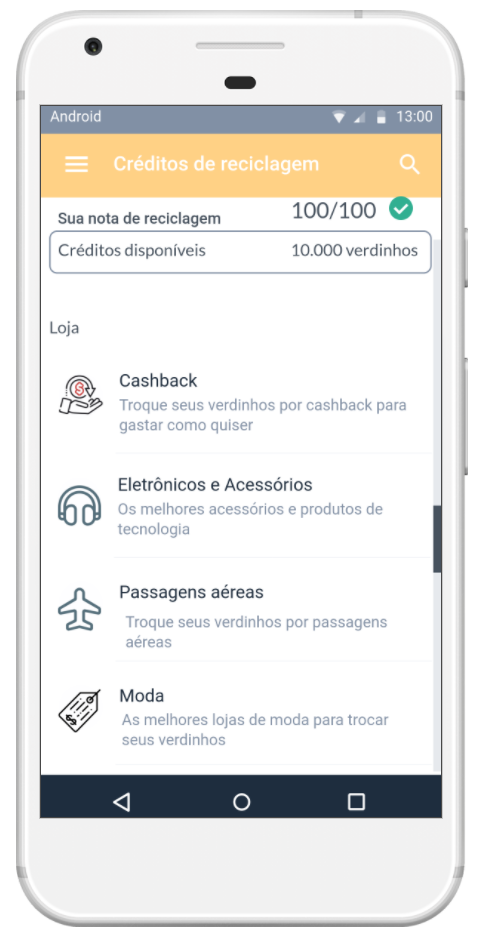 Android 13:00
Créditos de reciclagem
Sua nota de reciclagem 100/100
Créditos disponíveis 10.000 verdinhos
Loja
Cashback
Troque seus verdinhos por cashback para
gastar como quiser
Eletrônicos e Acessórios
Os melhores acessórios e produtos de
tecnologia
Passagens aéreas
Troque seus verdinhos por passagens
aéreas
Moda
As melhores lojas de moda para trocar
seus verdinhos